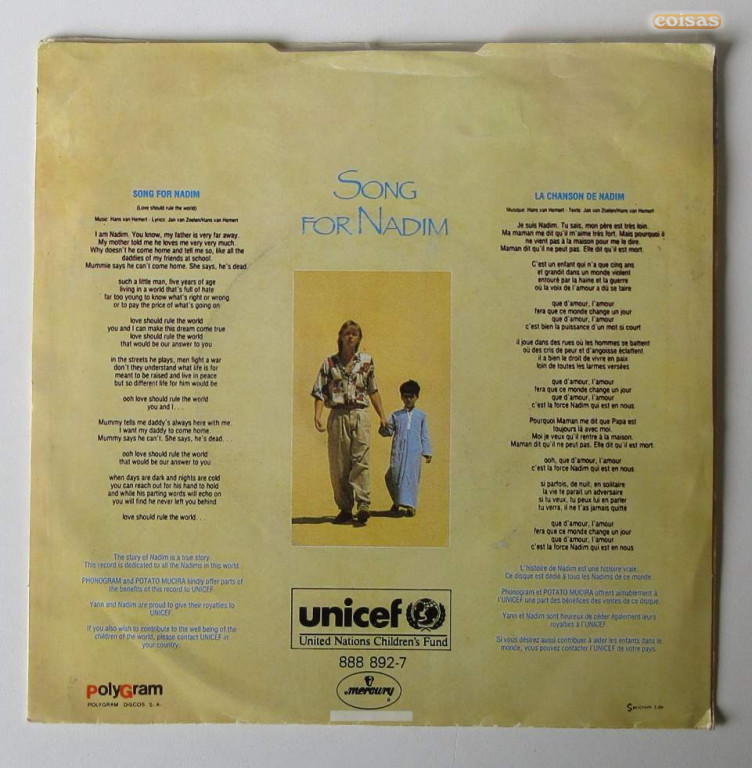 coisas
SONG
FOR NADIM
SONG FOR NADIM
(Love should rule the world)
Music: Hans van Hemert - Lyrics: Jan van Zoelen/Hans van Hemert
I am Nadim. You know, my father is very far away.
My mother told me he loves me very very much.
Why doesn't he come home and tell me so, like all the
daddies of my friends at school.
Mummie says he can't come home. She says, he's dead.
such a little man, five years of age
living in a world that's full of hate
far too young to know what's right or wrong
or to pay the price of what's going on
love should rule the world
you and I can make this dream come true
love should rule the world
that would be our answer to you
in the streets he plays, men fight a war
don't they understand what life is for
meant to be raised and live in peace
but so different life for him would be
ooh love should rule the world
you and I . . .
Mummy tells me daddy's always here with me.
I want my daddy to come home.
Mummy says he can't. She says, he's dead. . .
ooh love should rule the world
that would be our answer to you
when days are dark and nights are cold
you can reach out for his hand to hold
and while his parting words will echo on
you will find he never left you behind
love should rule the world. . .
The story of Nadim is a true story.
This record is dedicated to all the Nadims in this world.
PHONOGRAM and POTATO MUCIRA kindly offer parts of
the benefits of this record to UNICEF.
Yann and Nadim are proud to give their royalties to
UNICEF.
If you also wish to contribute to the well being of the
children of the world, please contact UNICEF in
your country.
PolyGram
POLYGRAM DISCOS S.A.
unicef
United Nations Children's Fund
888 892-7
mercury
LA CHANSON DE NADIM
Musique: Hans van Hemert - Texte: Jan van Zoelen/Hans van Hemert
Je suis Nadim. Tu sais, mon père est très loin.
Ma maman me dit qu'il m'aime très fort. Mais pourquoi il
ne vient pas à la maison pour me le dire.
Maman dit qu'il ne peut pas. Elle dit qu'il est mort.
C'est un enfant qui n'a que cinq ans
et grandit dans un monde violent
entouré par la haine et la guerre
où la voix de l'amour a dû se taire
que d'amour, l'amour
fera que ce monde change un jour
que d'amour, l'amour
c'est bien la puissance d'un mot si court
il joue dans des rues où les hommes se battent
où des cris de peur et d'angoisse éclattent
il a bien le droit de vivre en paix
loin de toutes les larmes versées
que d'amour, l'amour
fera que ce monde change un jour
que d'amour, l'amour
c'est la force Nadim qui est en nous
Pourquoi Maman me dit que Papa est
toujours là avec moi.
Moi je veux qu'il rentre à la maison.
Maman dit qu'il ne peut pas. Elle dit qu'il est mort.
ooh, que d'amour, l'amour
c'est la force Nadim qui est en nous
si parfois, de nuit, en solitaire
la vie te parait un adversaire
si tu veux, tu peux lui en parler
tu verra, il ne t'as jamais quitté
que d'amour, l'amour
fera que ce monde change un jour
que d'amour, l'amour
c'est la force Nadim qui est en nous
L'histoire de Nadim est une histoire vraie.
Ce disque est dédié à tous les Nadims de ce monde.
Phonogram et POTATO MUCIRA offrent aimablement à
l'UNICEF une part des bénéfices des ventes de ce disque.
Yann et Nadim sont heureux de céder également leurs
royalties à l'UNICEF.
Si vous désirez aussi contribuer à aider les enfants dans le
monde, vous pouvez contacter l'UNICEF de votre pays.